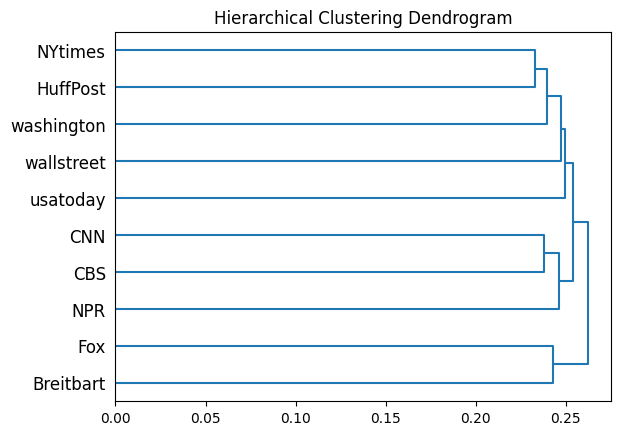 Hierarchical Clustering Dendrogram
NYtimes
HuffPost
washington
wallstreet
usatoday
CNN
CBS
NPR
Fox
Breitbart
0.00 0.05 0.10 0.15 0.20 0.25